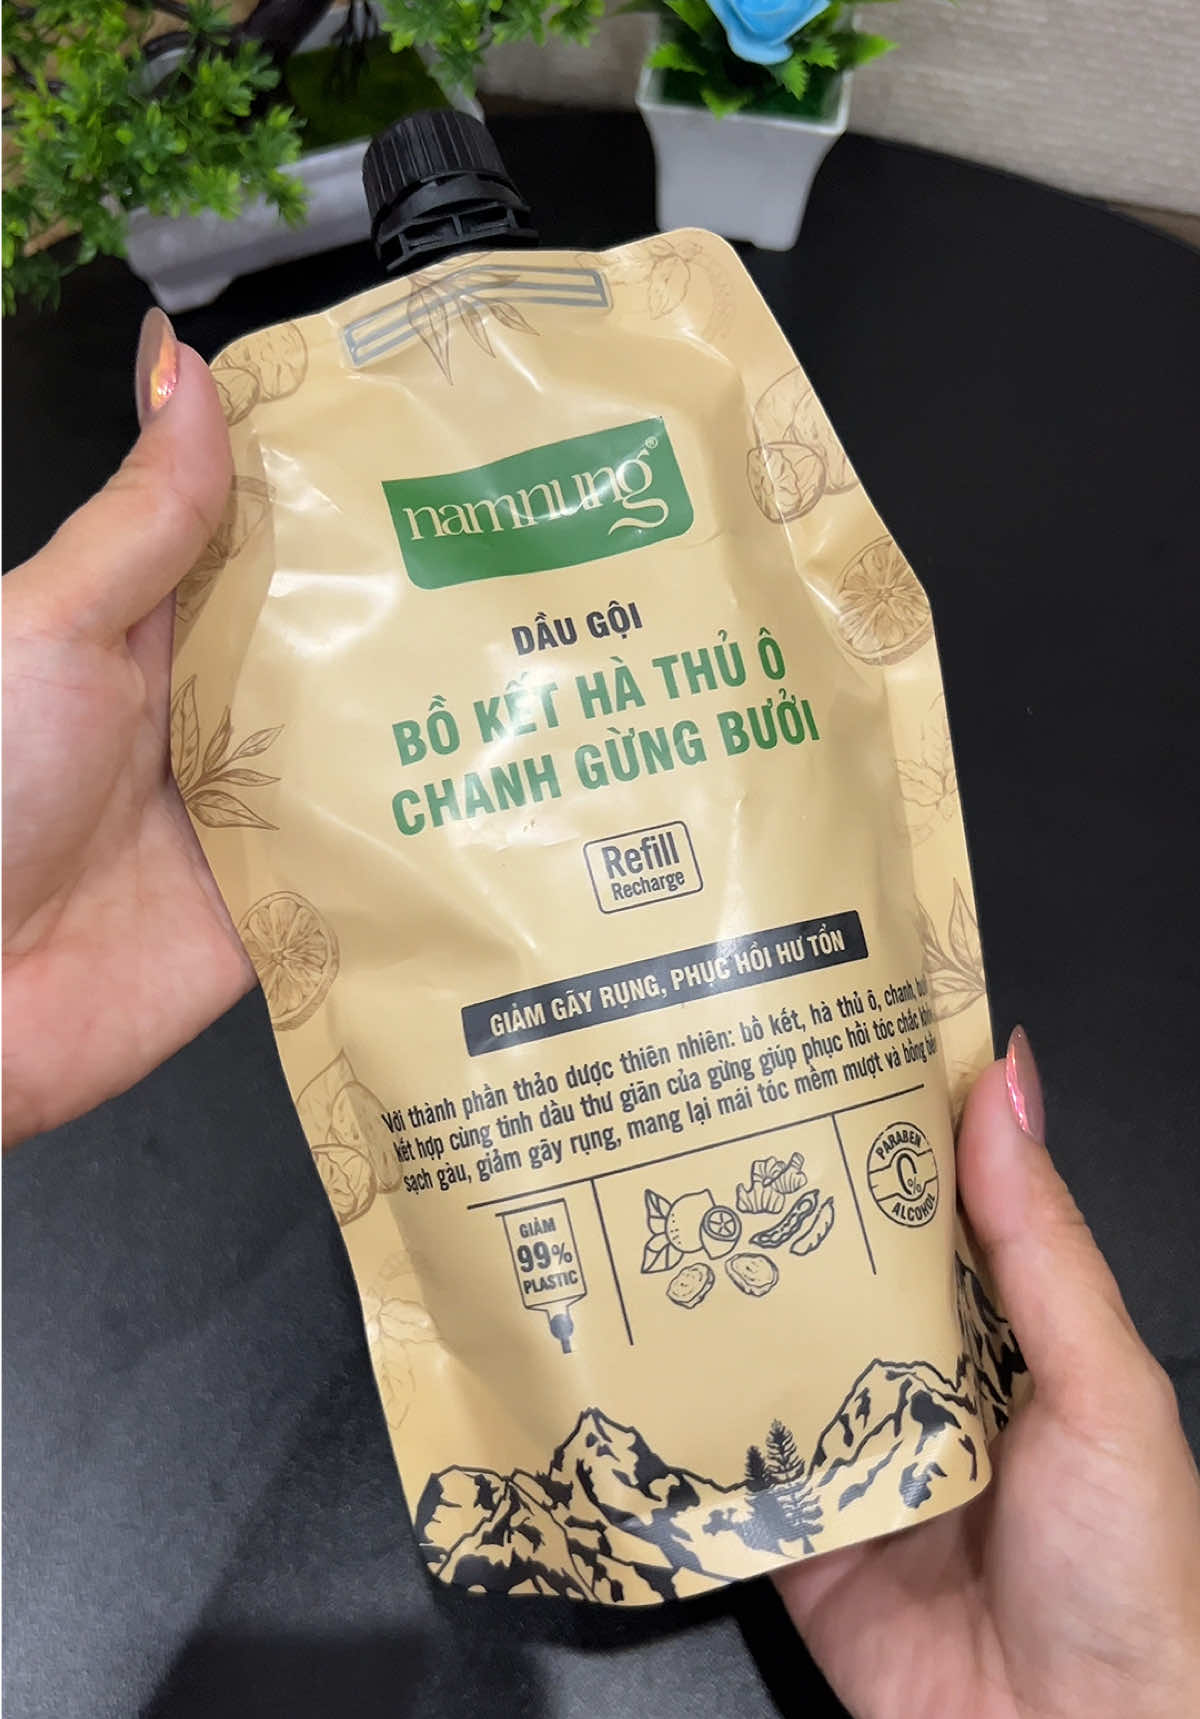 namnung®
DẦU GỘI
BỒ KẾT HÀ THỦ Ô
CHANH GỪNG BƯỞI
Refill
Recharge
GIẢM GÃY RỤNG, PHỤC HỒI HƯ TỔN
Với thành phần thảo dược thiên nhiên: bồ kết, hà thủ ô, chanh,
kết hợp cùng tinh dầu thư giãn của gừng giúp phục hồi tóc chắc
sạch gàu, giảm gãy rụng, mang lại mái tóc mềm mượt và bồng
GIẢM
99%
PLASTIC
PARABEN
0%
ALCOHOL